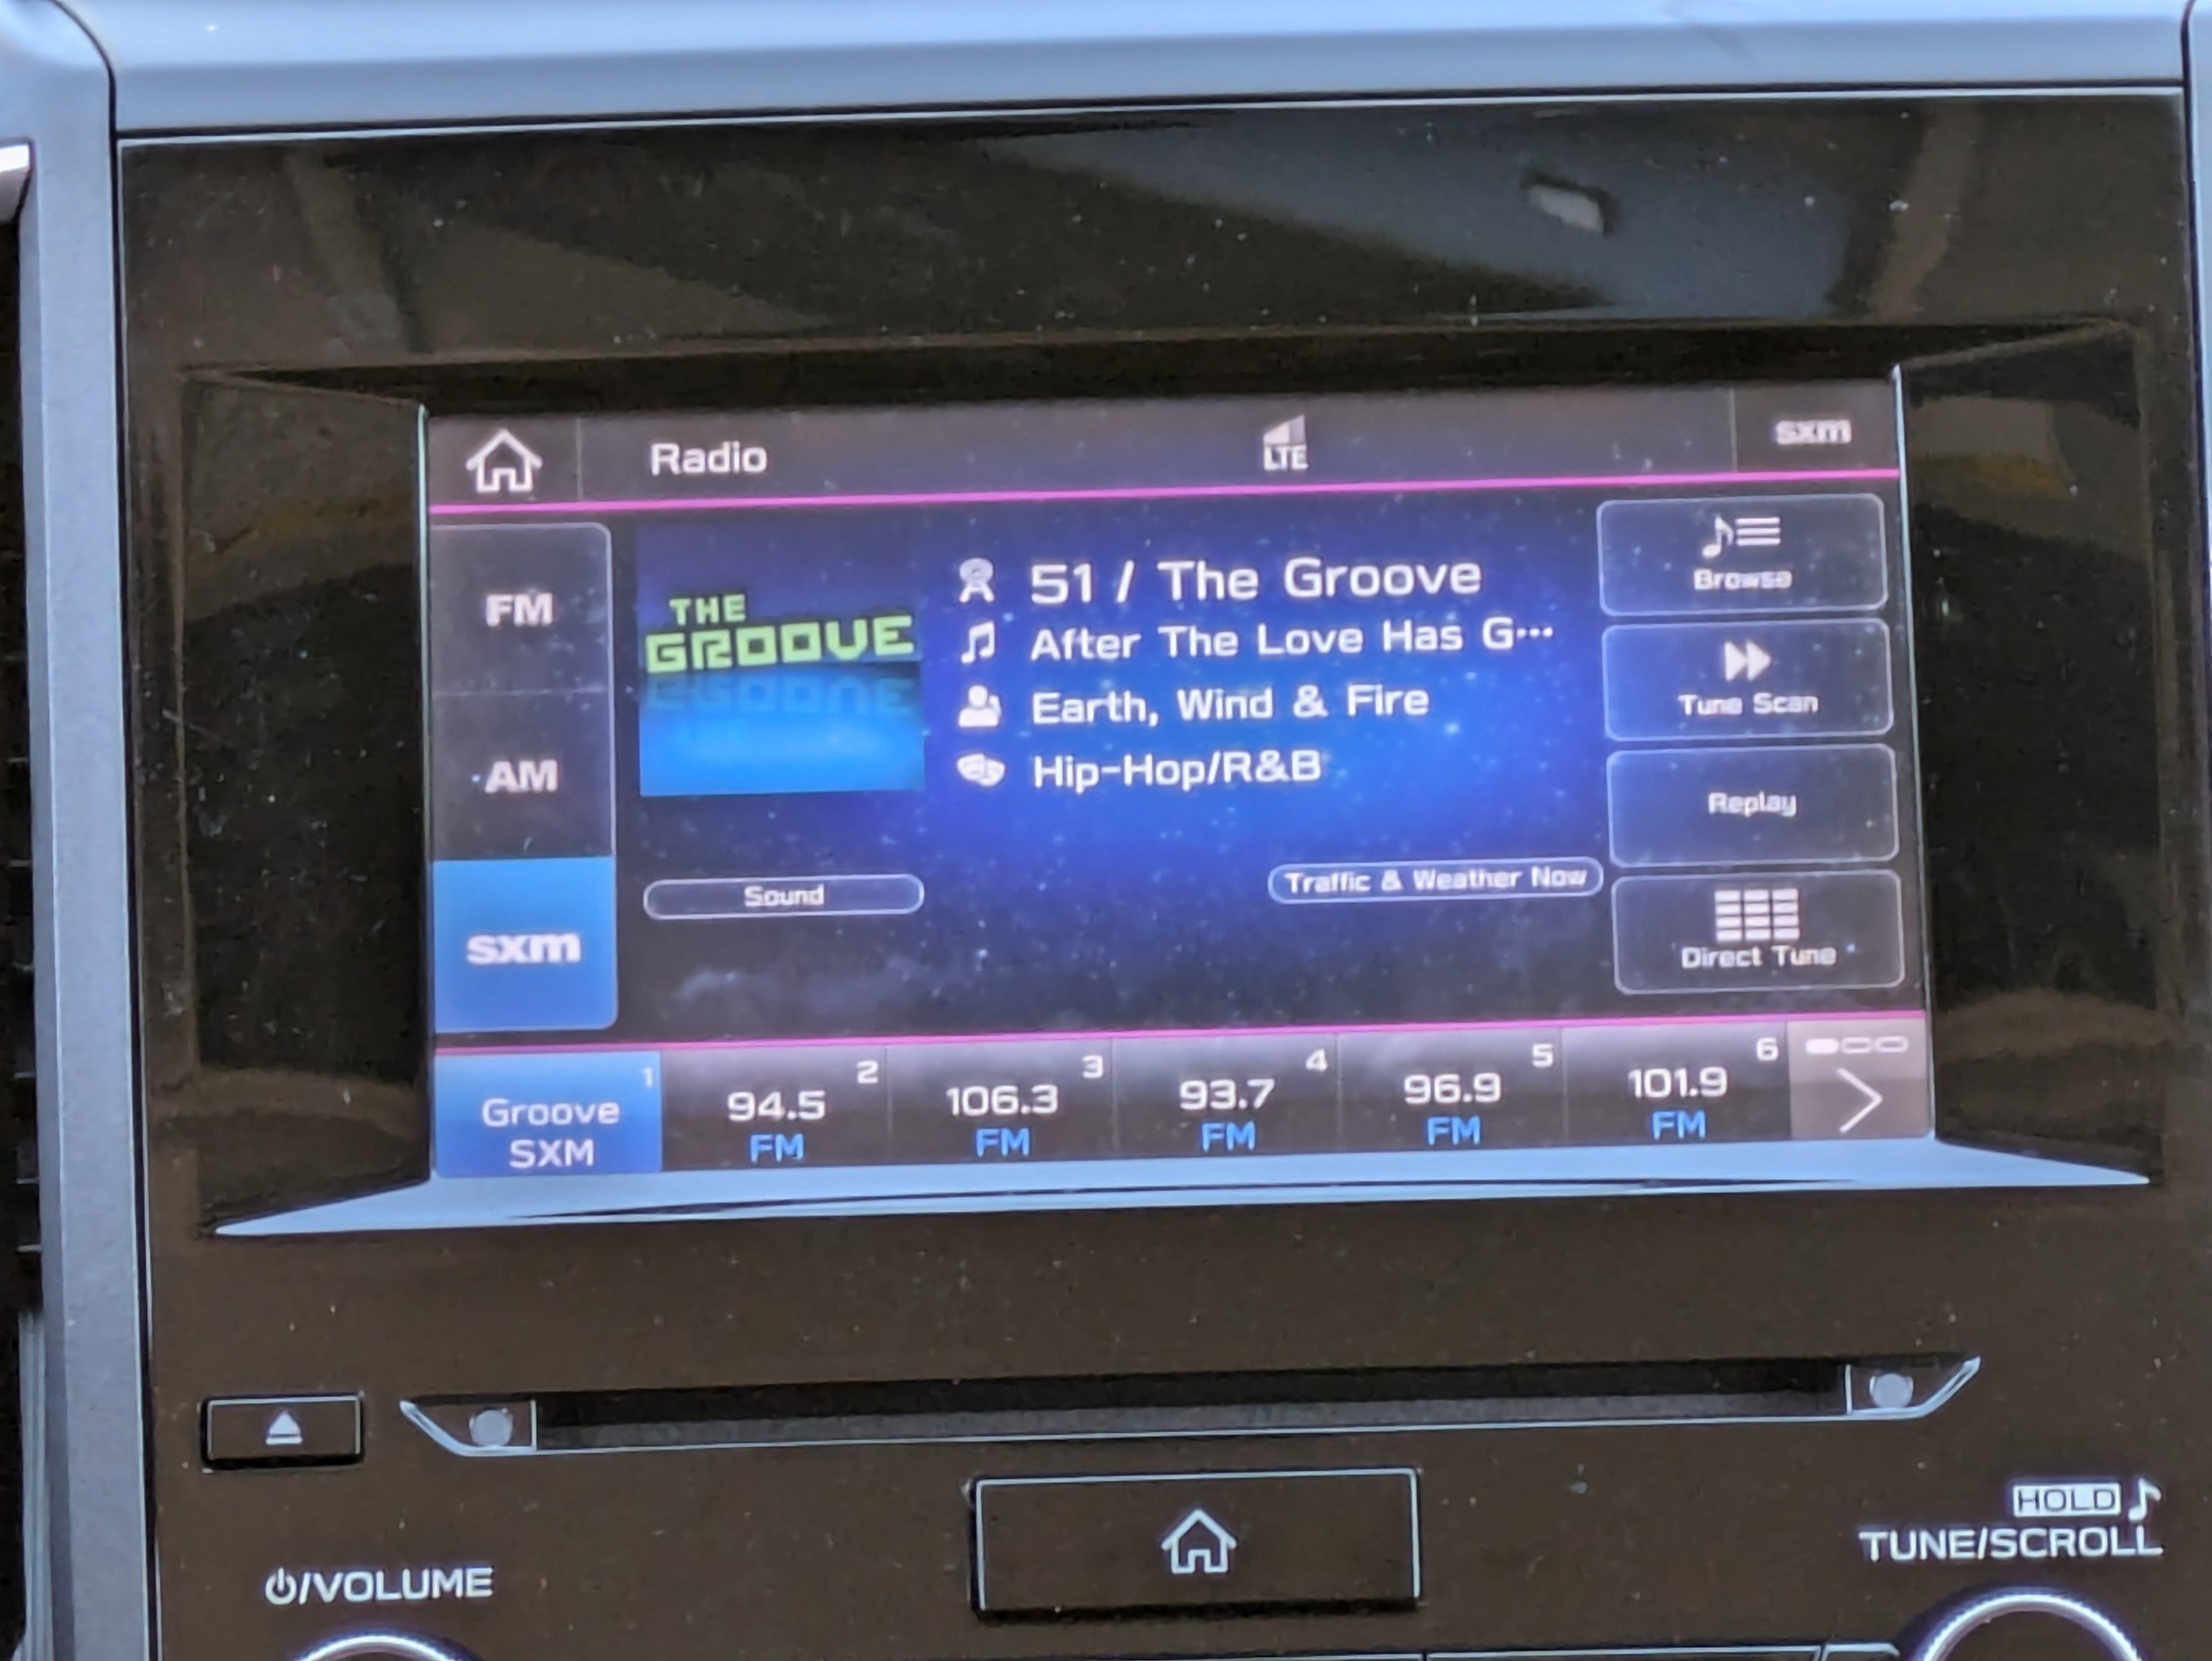 Radio
LTE
sxm
FM
AM
sxm
THE
GROOVE
51 / The Groove
After The Love Has G…
Earth, Wind & Fire
Hip-Hop/R&B
Sound
Traffic & Weather Now
Browse
Tune Scan
Replay
Direct Tune
1
Groove
SXM
2
94.5
FM
3
106.3
FM
4
93.7
FM
5
96.9
FM
6
101.9
FM
HOLD
TUNE/SCROLL
/VOLUME